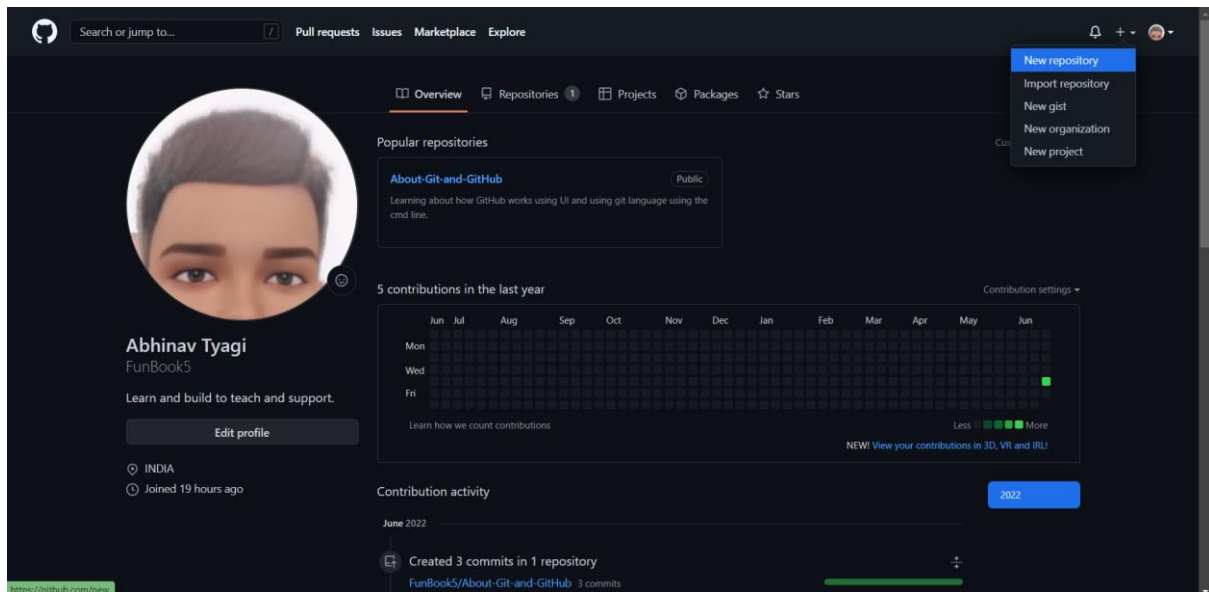 Search or jump to... / Pull requests Issues Marketplace Explore
New repository
Import repository
New gist
New organization
New project
Overview Repositories 1 Projects Packages Stars
Popular repositories
About-Git-and-GitHub Public
Learning about how GitHub works using UI and using git language using the
cmd line.
5 contributions in the last year Contribution settings
Jun Jul Aug Sep Oct Nov Dec Jan Feb Mar Apr May Jun
Mon
Wed
Fri
Learn how we count contributions Less More
NEW! View your contributions in 3D, VR and IRL!
Abhinav Tyagi
FunBook5
Learn and build to teach and support.
Edit profile
INDIA
Joined 19 hours ago
Contribution activity 2022
June 2022
Created 3 commits in 1 repository
FunBook5/About-Git-and-GitHub 3 commits
https://github.com/new